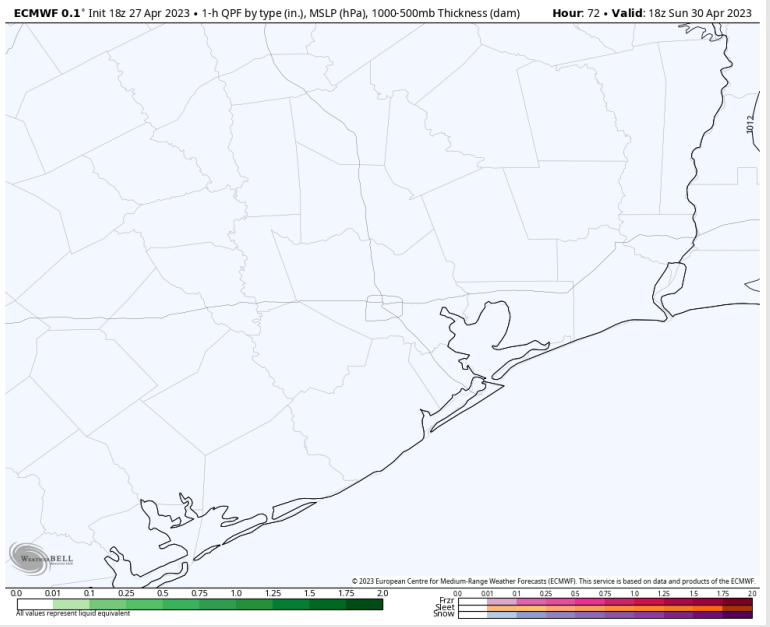 ECMWF 0.1° Init 18z 27 Apr 2023 • 1-h QPF by type (in.), MSLP (hPa), 1000-500mb Thickness (dam) Hour: 72 • Valid: 18z Sun 30 Apr 2023
1012
WEATHERBELL
© 2023 European Centre for Medium-Range Weather Forecasts (ECMWF). This service is based on data and products of the ECMWF.
0.0 0.01 0.1 0.25 0.5 0.75 1.0 1.25 1.5 1.75 2.0
All values represent liquid equivalent
0.0 0.01 0.1 0.25 0.5 0.75 1.0 1.25 1.5 1.75 2.0
Frzr
Sleet
Snow